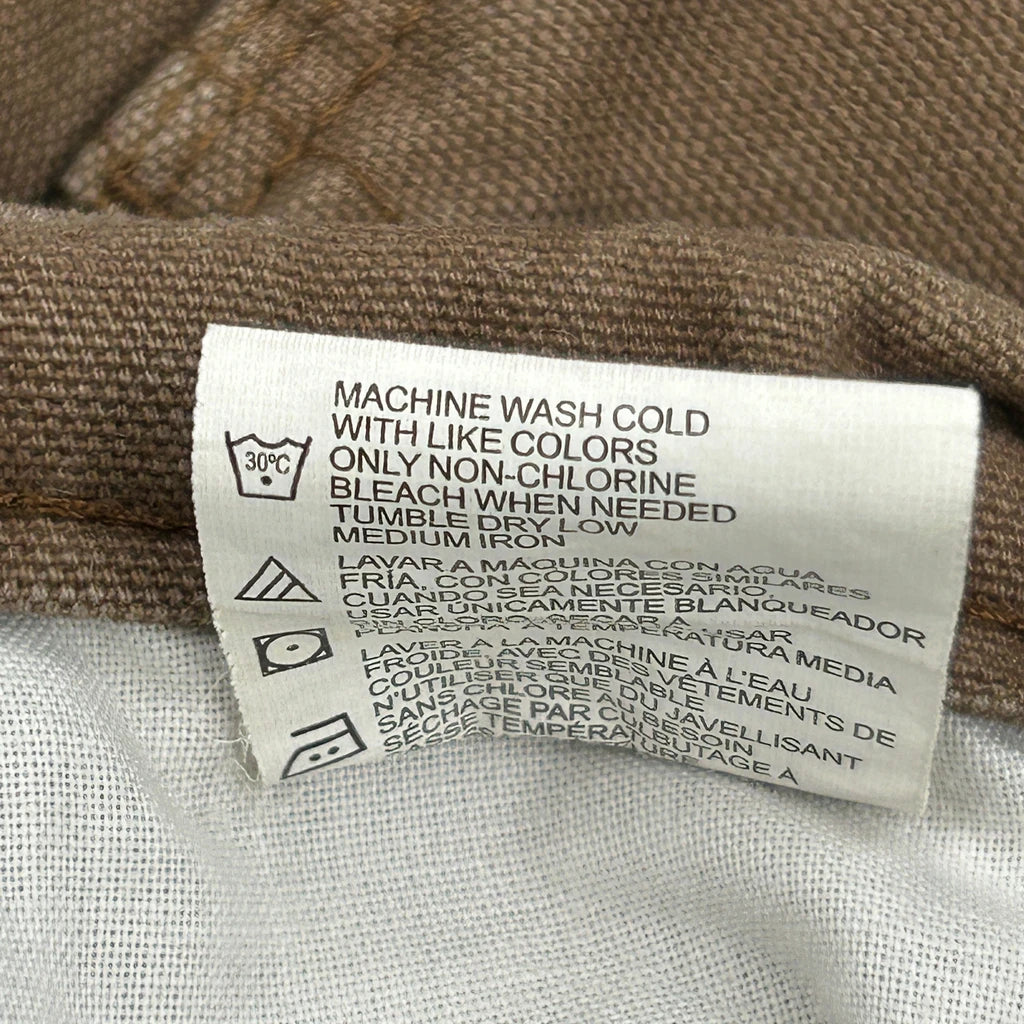 30ºC
MACHINE WASH COLD
WITH LIKE COLORS
ONLY NON-CHLORINE
BLEACH WHEN NEEDED
TUMBLE DRY LOW
MEDIUM IRON
LAVAR A MAQUINA CON AGUA
FRÍA, CON COLORES SIMILARES
CUANDO SEA NECESARIO,
USAR ÚNICAMENTE BLANQUEADOR
A TEMPERATURA MEDIA
LAVER À LA MACHINE À L'EAU
FROIDE, AVEC DES VÊTEMENTS DE
COULEUR SEMBLABLE
N'UTILISER QUE DU JAVELLISANT
SANS CHLORE AU BESOIN
SÉCHAGE PAR CULBUTAGE À
BASSE TEMPÉRATURE